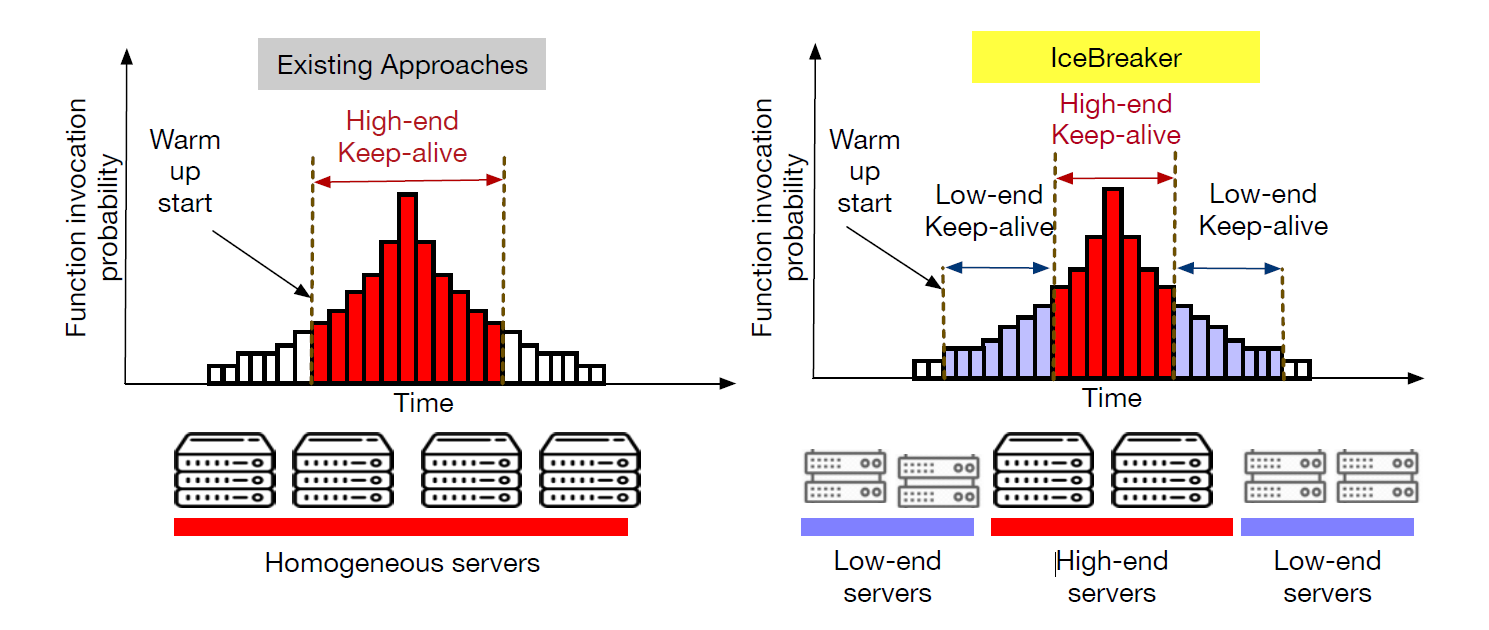 Existing Approaches
High-end
Keep-alive
Warm
up
start
Function invocation
probability
Time
Homogeneous servers
IceBreaker
High-end
Keep-alive
Warm
up
start
Low-end
Keep-alive
Low-end
Keep-alive
Function invocation
probability
Time
Low-end
servers
High-end
servers
Low-end
servers